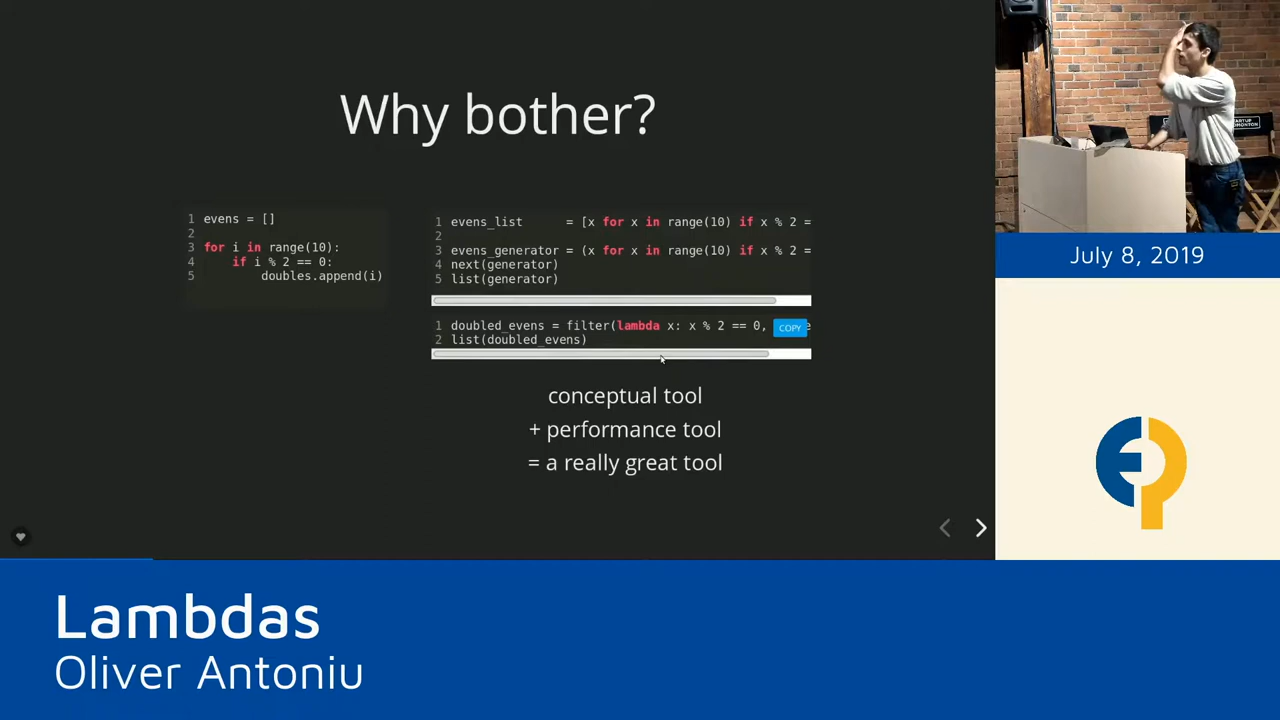 Why bother?
1 evens = []
2
3 for i in range(10):
4     if i % 2 == 0:
5         doubles.append(i)
1 evens_list      = [x for x in range(10) if x % 2 =
2
3 evens_generator = (x for x in range(10) if x % 2 =
4 next(generator)
5 list(generator)
1 doubled_evens = filter(lambda x: x % 2 == 0,
COPY
2 list(doubled_evens)
conceptual tool
+ performance tool
= a really great tool
July 8, 2019
Lambdas
Oliver Antoniu